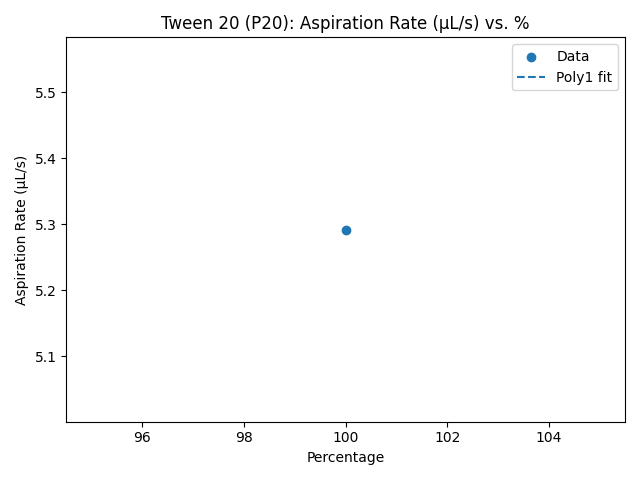 Tween 20 (P20): Aspiration Rate (μL/s) vs. %
Data
Poly1 fit
Aspiration Rate (μL/s)
5.5
5.4
5.3
5.2
5.1
96
98
100
102
104
Percentage